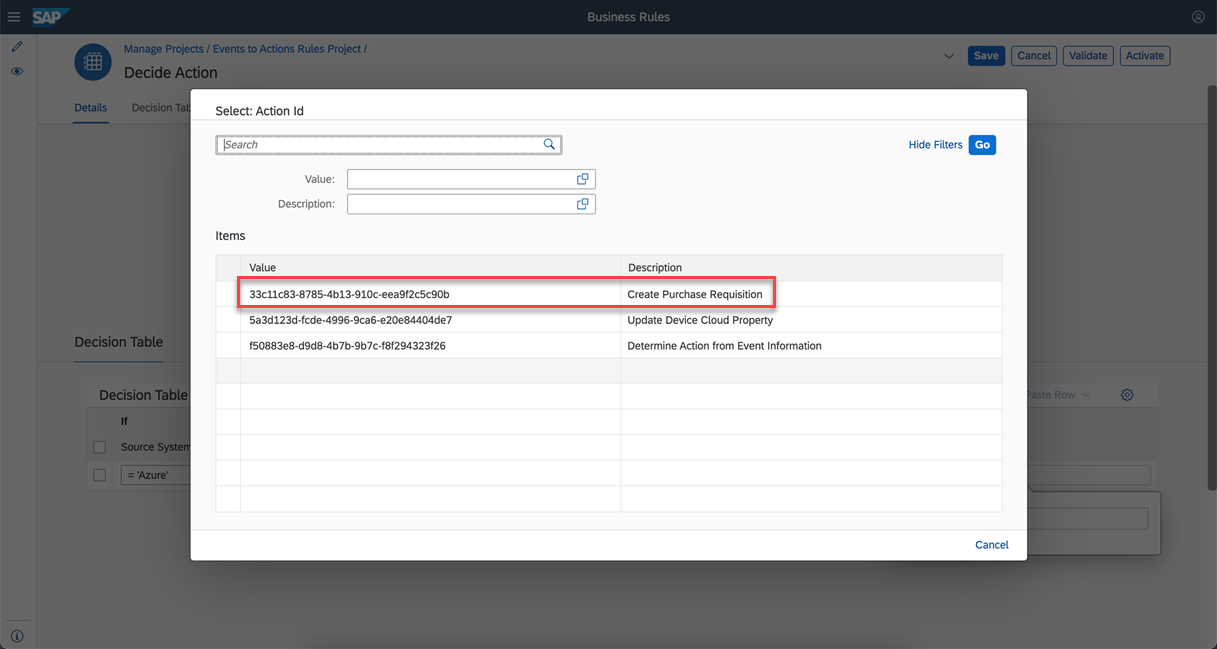 SAP
Business Rules
Manage Projects / Events to Actions Rules Project /
Decide Action
Save Cancel Validate Activate
Details Decision Tab
Select: Action Id
Search
Hide Filters Go
Value:
Description:
Items
Value Description
33c11c83-8785-4b13-910c-eea9f2c5c90b Create Purchase Requisition
5a3d123d-fcde-4996-9ca6-e20e84404de7 Update Device Cloud Property
f50883e8-d9d8-4b7b-9b7c-f8f294323f26 Determine Action from Event Information
Decision Table
Decision Table
Paste Row
If
Source System
= 'Azure'
Cancel